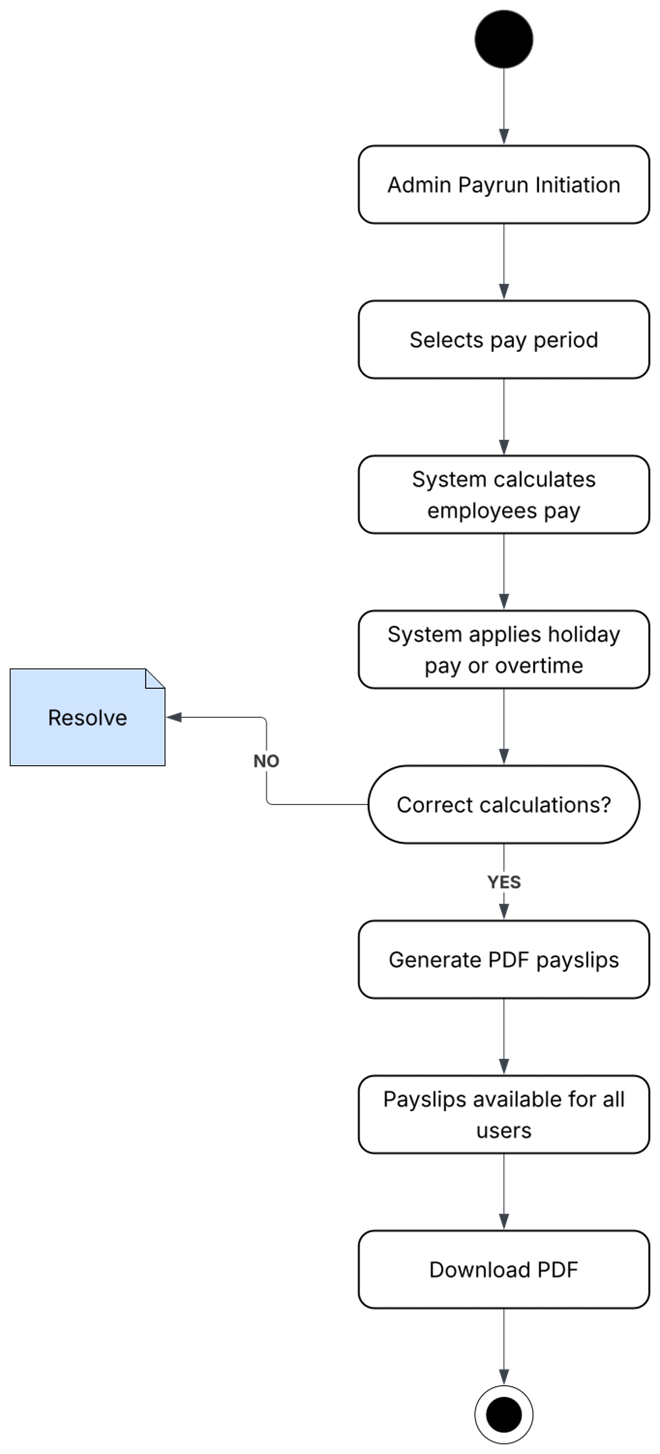 Admin Payrun Initiation
Selects pay period
System calculates
employees pay
System applies holiday
pay or overtime
Resolve
NO
Correct calculations?
YES
Generate PDF payslips
Payslips available for all
users
Download PDF